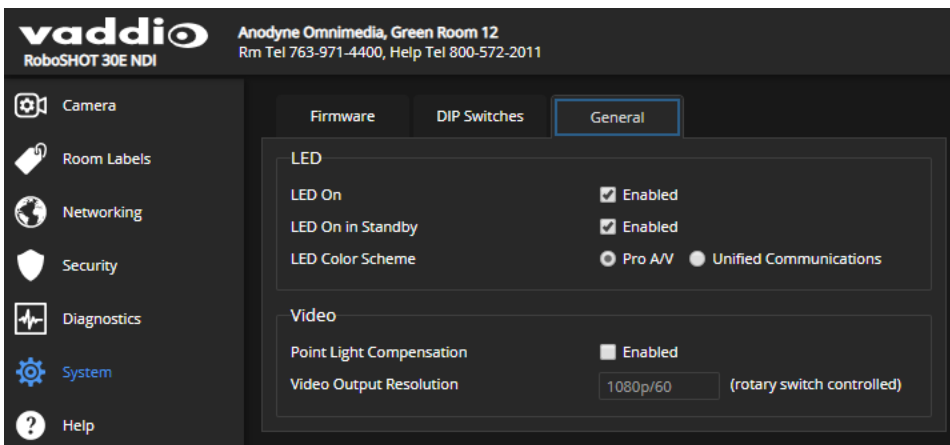 vaddio
RoboSHOT 30E NDI
Anodyne Omnimedia, Green Room 12
Rm Tel 763-971-4400, Help Tel 800-572-2011
Camera
Room Labels
Networking
Security
Diagnostics
System
Help
Firmware DIP Switches General
LED
LED On Enabled
LED On in Standby Enabled
LED Color Scheme Pro A/V Unified Communications
Video
Point Light Compensation Enabled
Video Output Resolution 1080p/60 (rotary switch controlled)